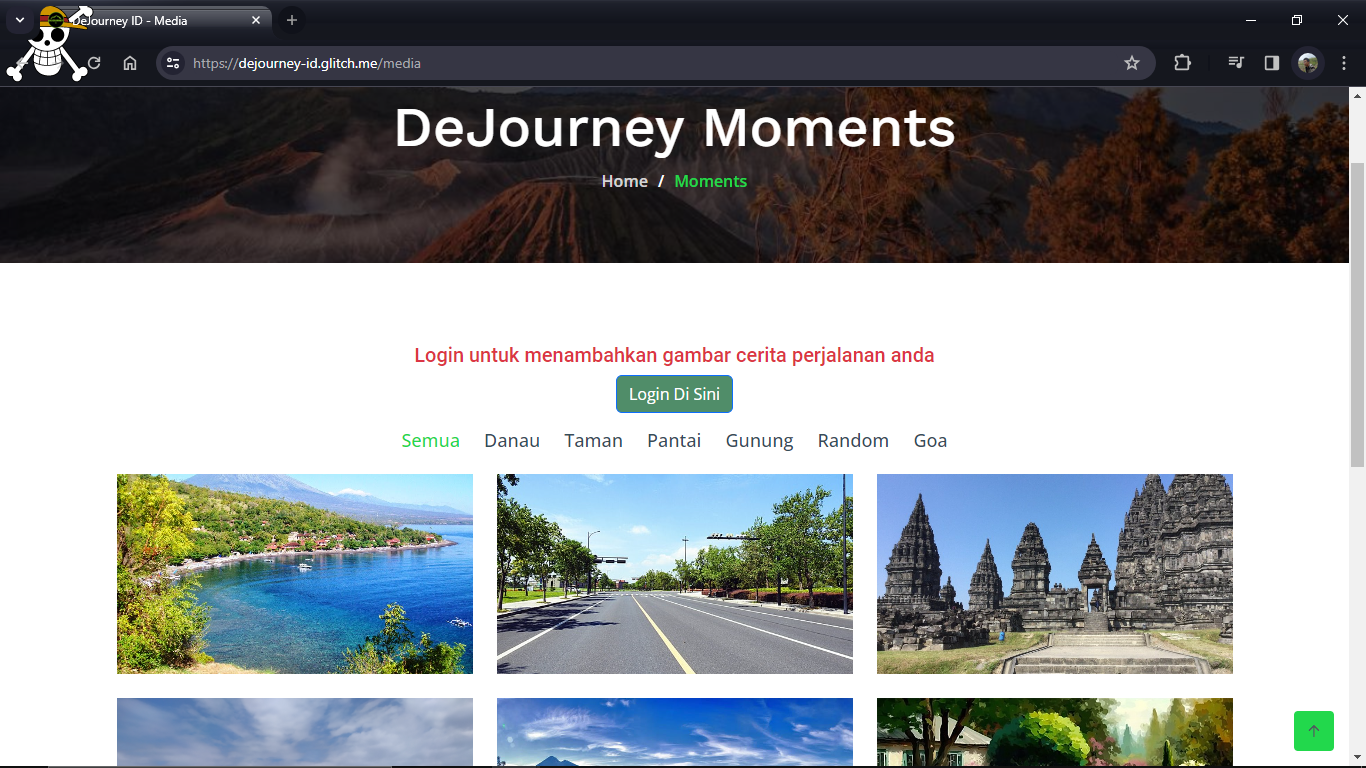 DeJourney ID - Media
https://dejourney-id.glitch.me/media
DeJourney Moments
Home / Moments
Login untuk menambahkan gambar cerita perjalanan anda
Login Di Sini
Semua Danau Taman Pantai Gunung Random Goa